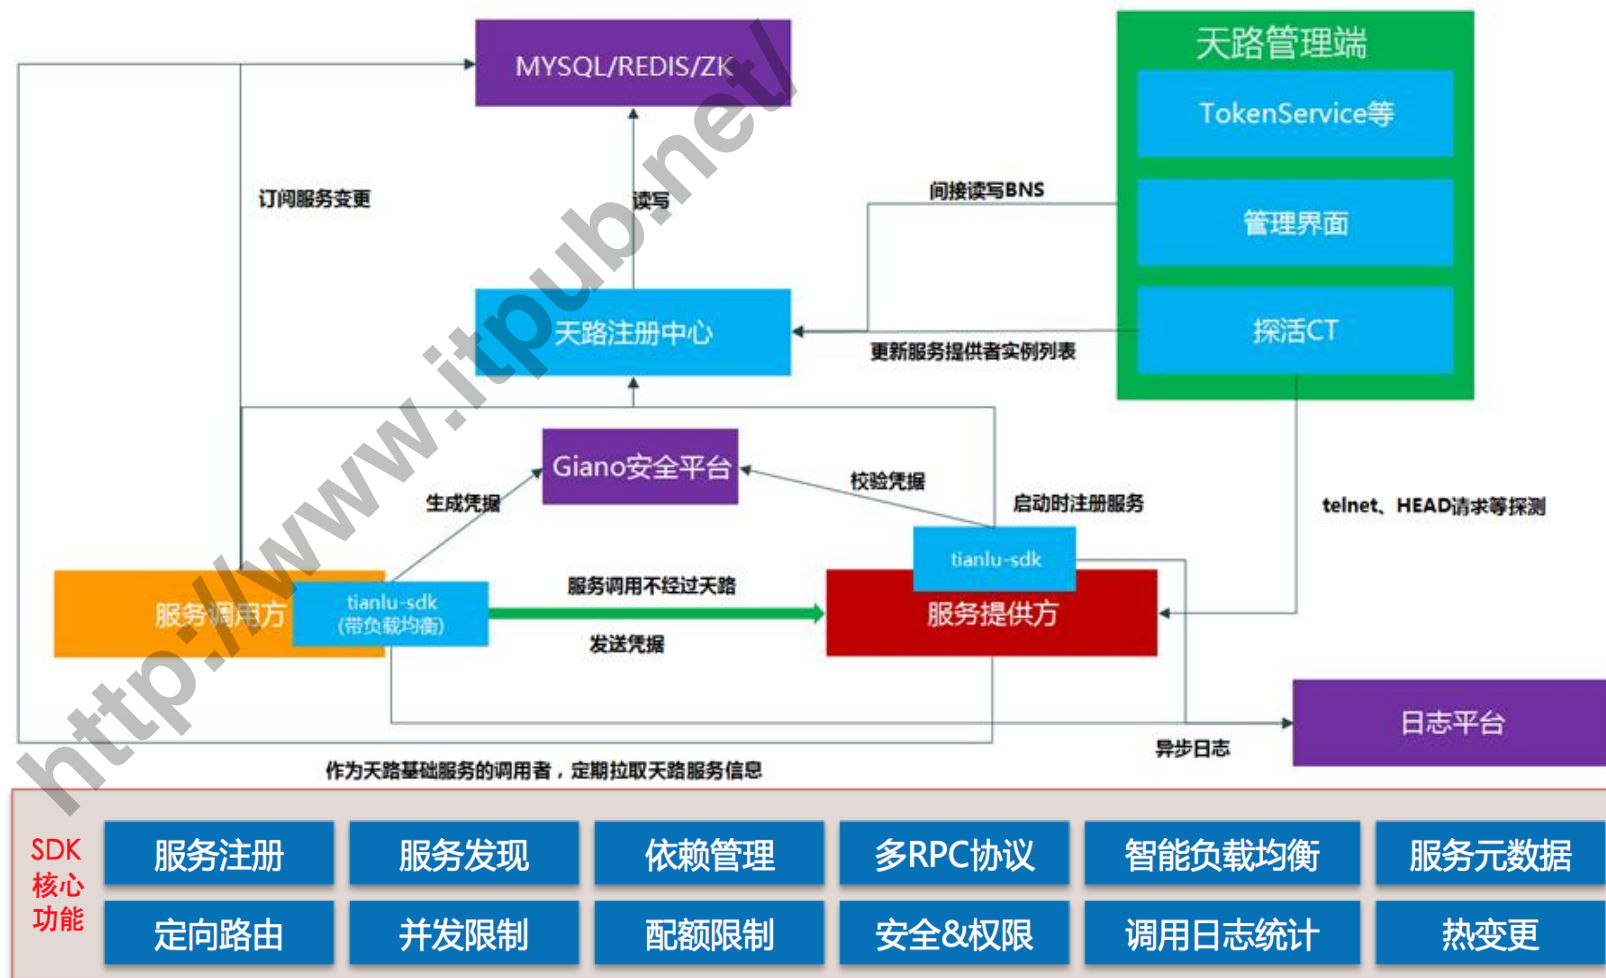 MYSQL/REDIS/ZK
天路管理端
TokenService等
订阅服务变更
读写
间接读写BNS
管理界面
天路注册中心
更新服务提供者实例列表
探活CT
Giano安全平台
生成凭据
校验凭据
启动时注册服务
telnet、HEAD请求等探测
服务调用方
tianlu-sdk
(带负载均衡)
服务调用不经过天路
发送凭据
tianlu-sdk
服务提供方
日志平台
异步日志
作为天路基础服务的调用者，定期拉取天路服务信息
http://www.itpub.net/
SDK
核心
功能
服务注册
服务发现
依赖管理
多RPC协议
智能负载均衡
服务元数据
定向路由
并发限制
配额限制
安全&权限
调用日志统计
热变更